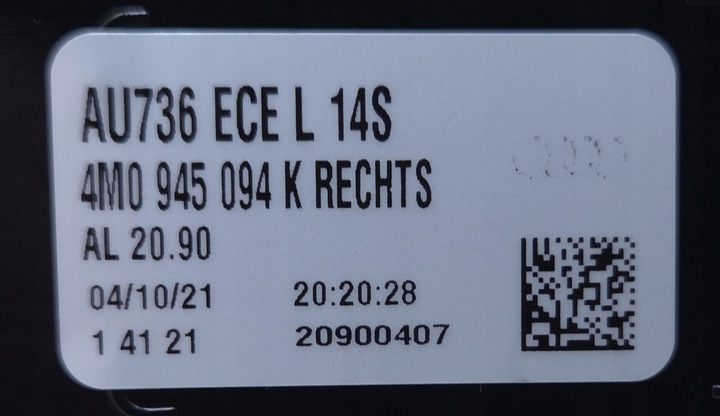 AU736 ECE L 14S
4M0 945 094 K RECHTS
AL 20.90
04/10/21 20:20:28
1 41 21 20900407